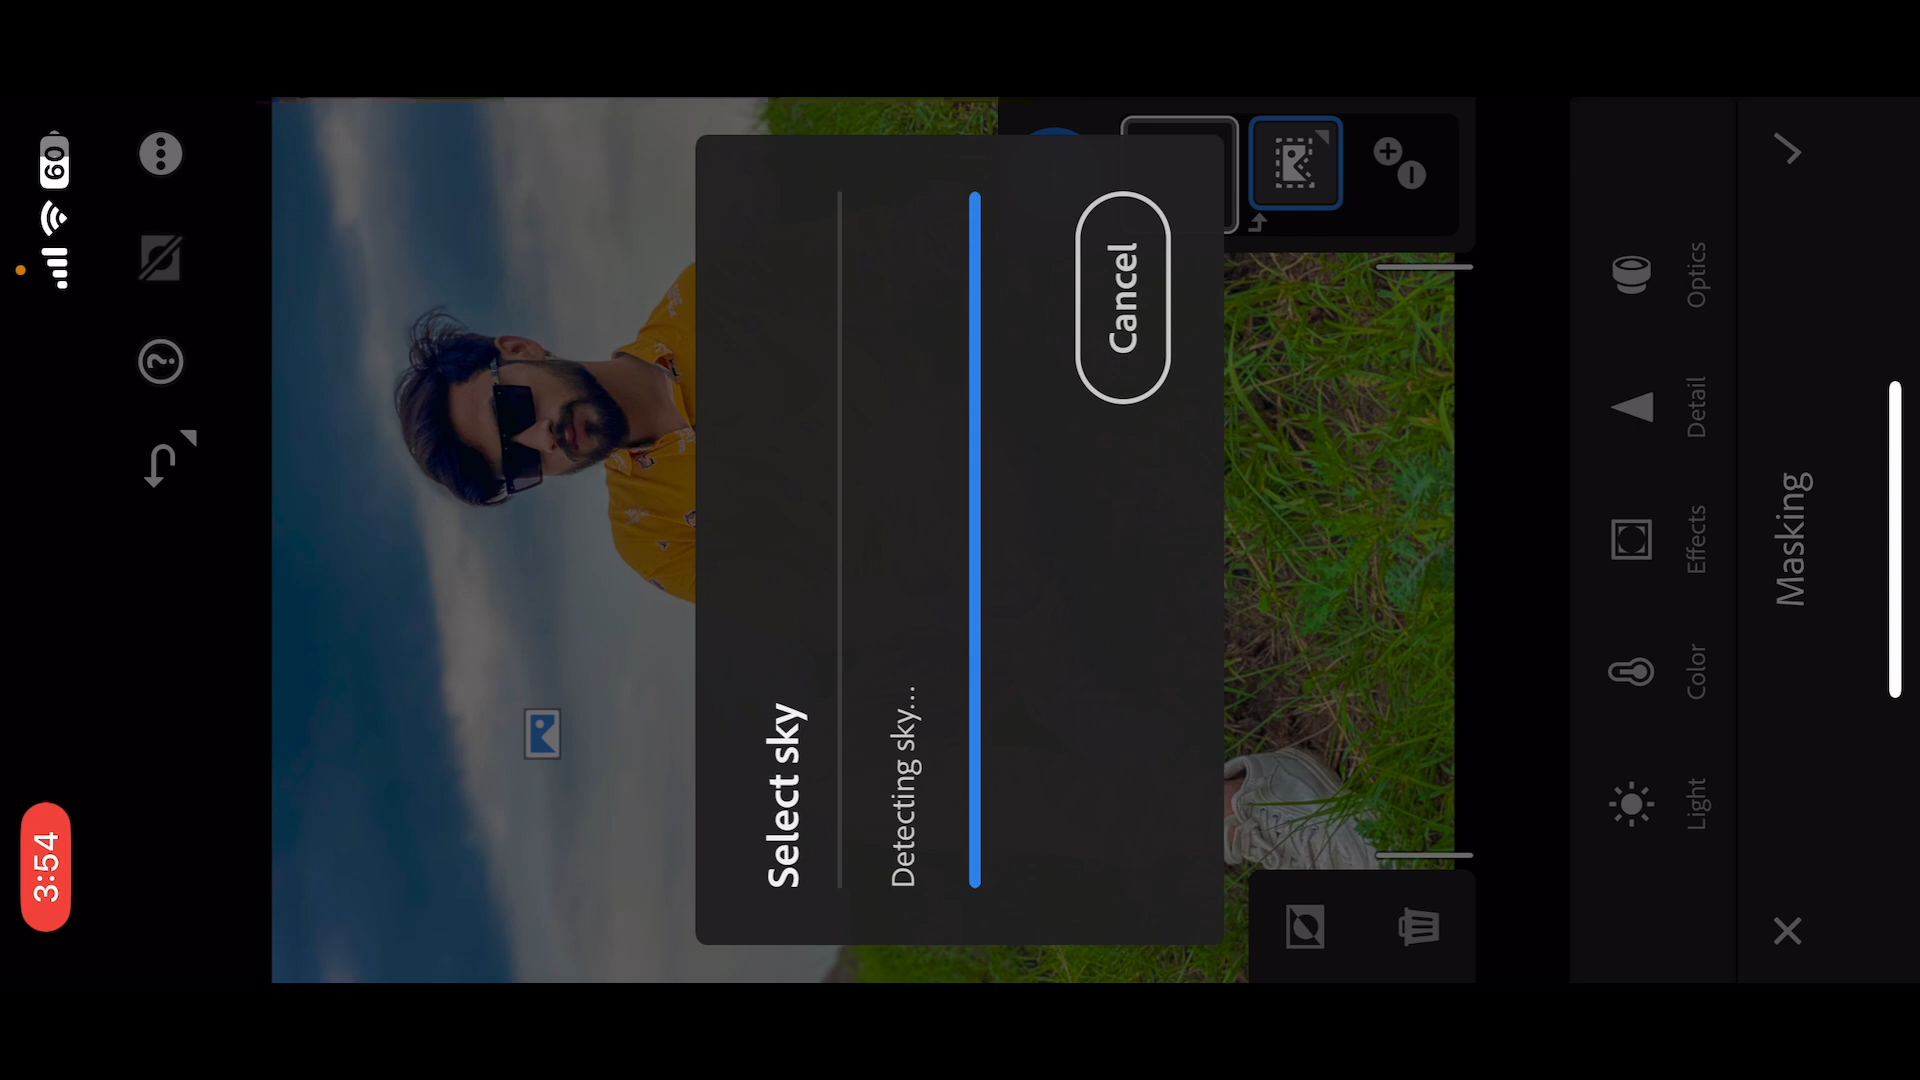 3:54
60
Select sky
Detecting sky...
Cancel
Light
Color
Effects
Detail
Optics
Masking